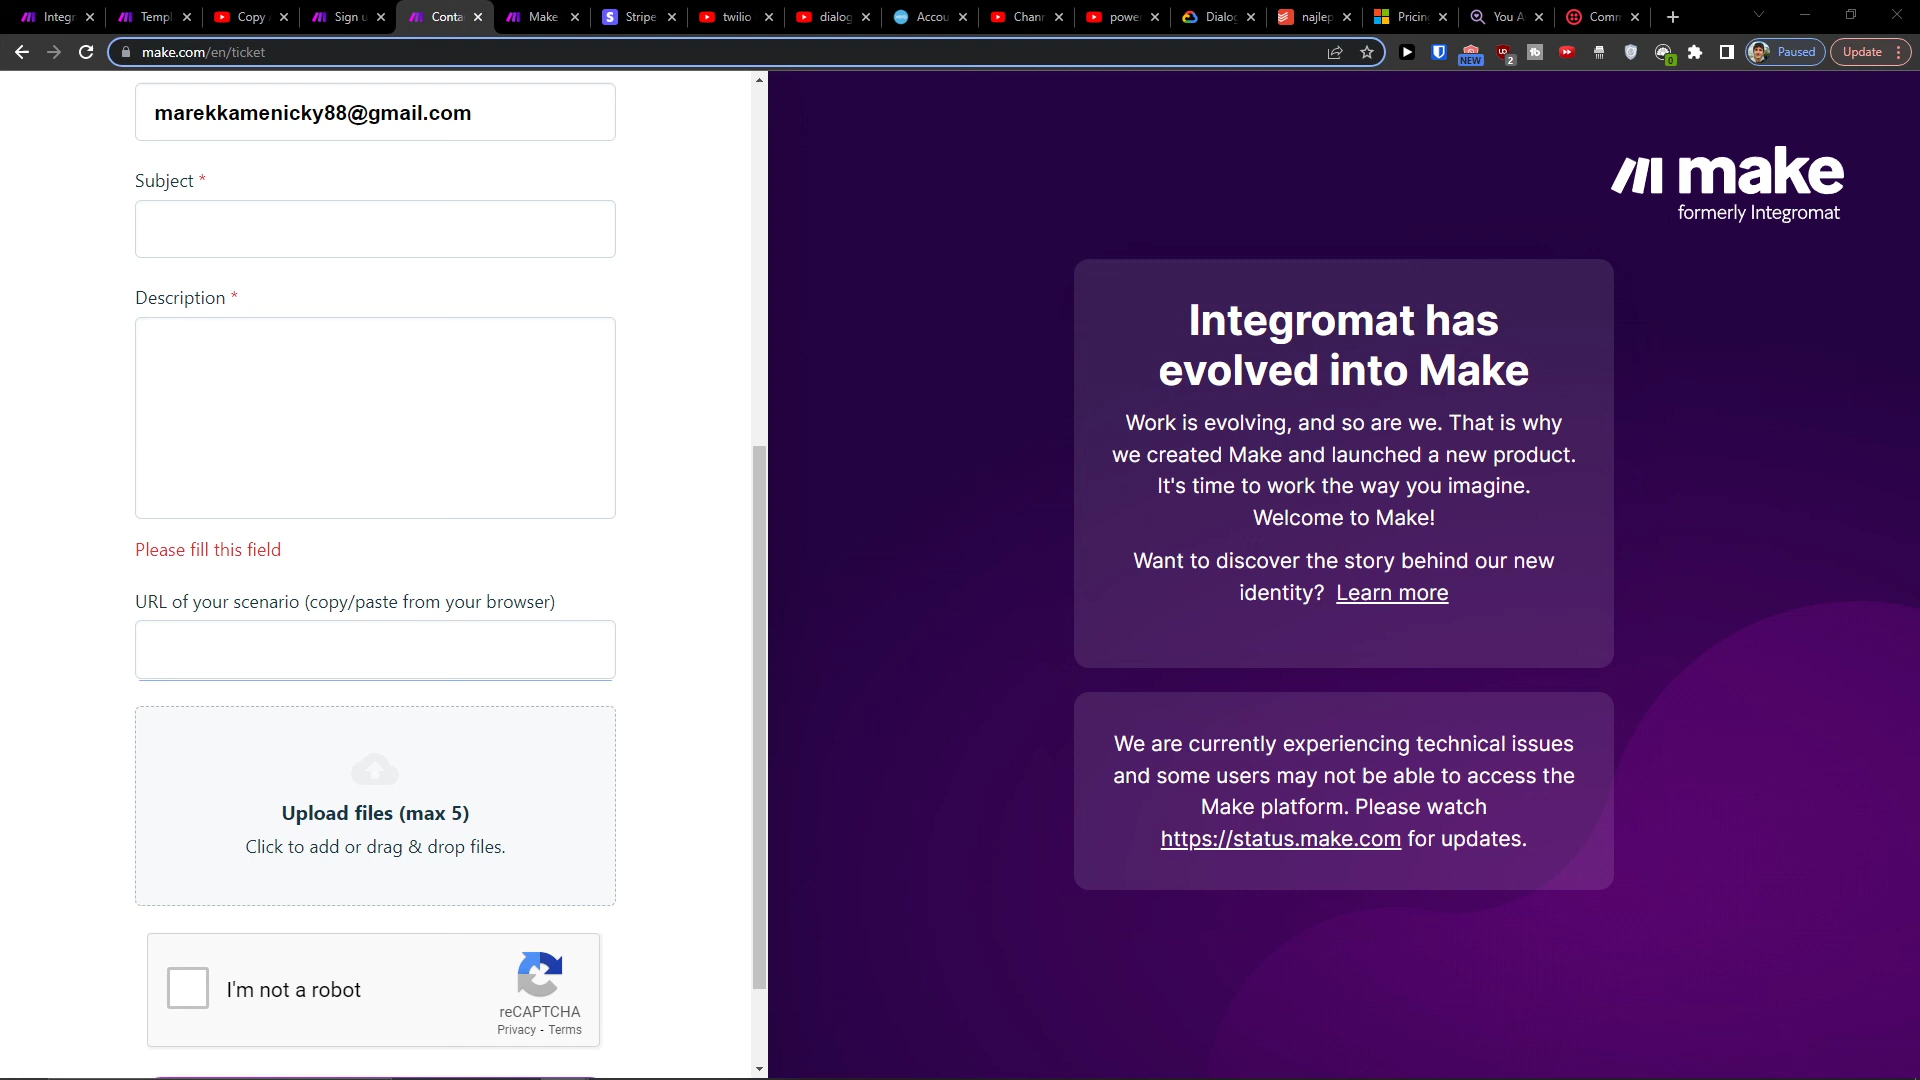 Integr
Templ
Copy
Sign u
Conta
Make
Stripe
twilio
dialog
Accou
Chann
power
Dialog
najlep
Pricin
You A
Comm
make.com/en/ticket
NEW
2
0
Paused
Update
marekkamenicky88@gmail.com
Subject *
Description *
Please fill this field
URL of your scenario (copy/paste from your browser)
Upload files (max 5)
Click to add or drag & drop files.
I'm not a robot
reCAPTCHA
Privacy - Terms
make
formerly Integromat
Integromat has
evolved into Make
Work is evolving, and so are we. That is why
we created Make and launched a new product.
It's time to work the way you imagine.
Welcome to Make!
Want to discover the story behind our new
identity? Learn more
We are currently experiencing technical issues
and some users may not be able to access the
Make platform. Please watch
https://status.make.com for updates.